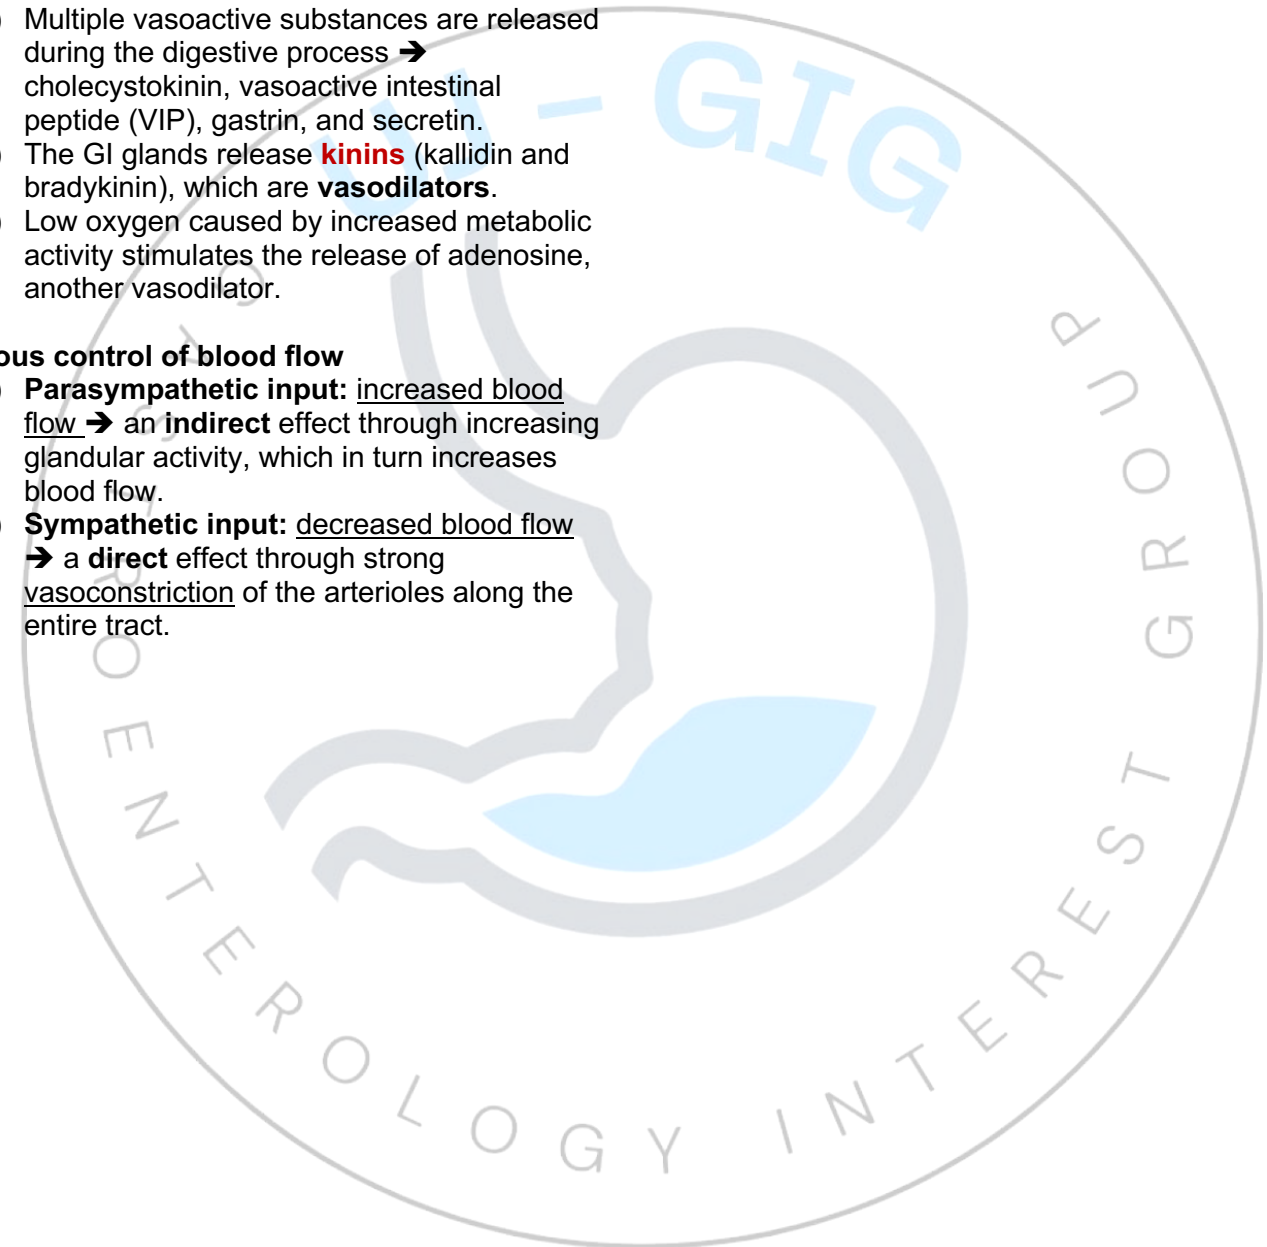 ) Multiple vasoactive substances are released
during the digestive process ➔
cholecystokinin, vasoactive intestinal
peptide (VIP), gastrin, and secretin.
) The GI glands release kinins (kallidin and
bradykinin), which are vasodilators.
) Low oxygen caused by increased metabolic
activity stimulates the release of adenosine,
another vasodilator.
ous control of blood flow
) Parasympathetic input: increased blood
flow ➔ an indirect effect through increasing
glandular activity, which in turn increases
blood flow.
) Sympathetic input: decreased blood flow
➔ a direct effect through strong
vasoconstriction of the arterioles along the
entire tract.
UJ-GIG
GASTROENTEROLOGY INTEREST GROUP